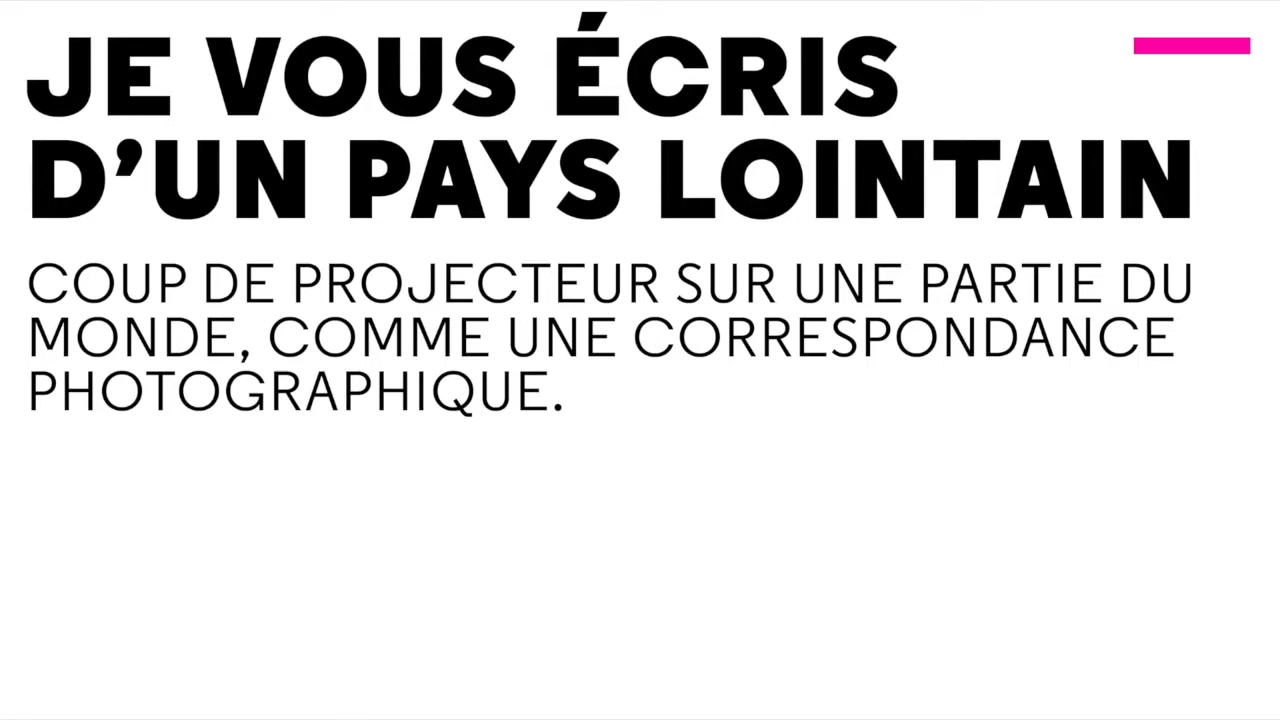 JE VOUS ÉCRIS
D’UN PAYS LOINTAIN
COUP DE PROJECTEUR SUR UNE PARTIE DU
MONDE, COMME UNE CORRESPONDANCE
PHOTOGRAPHIQUE.